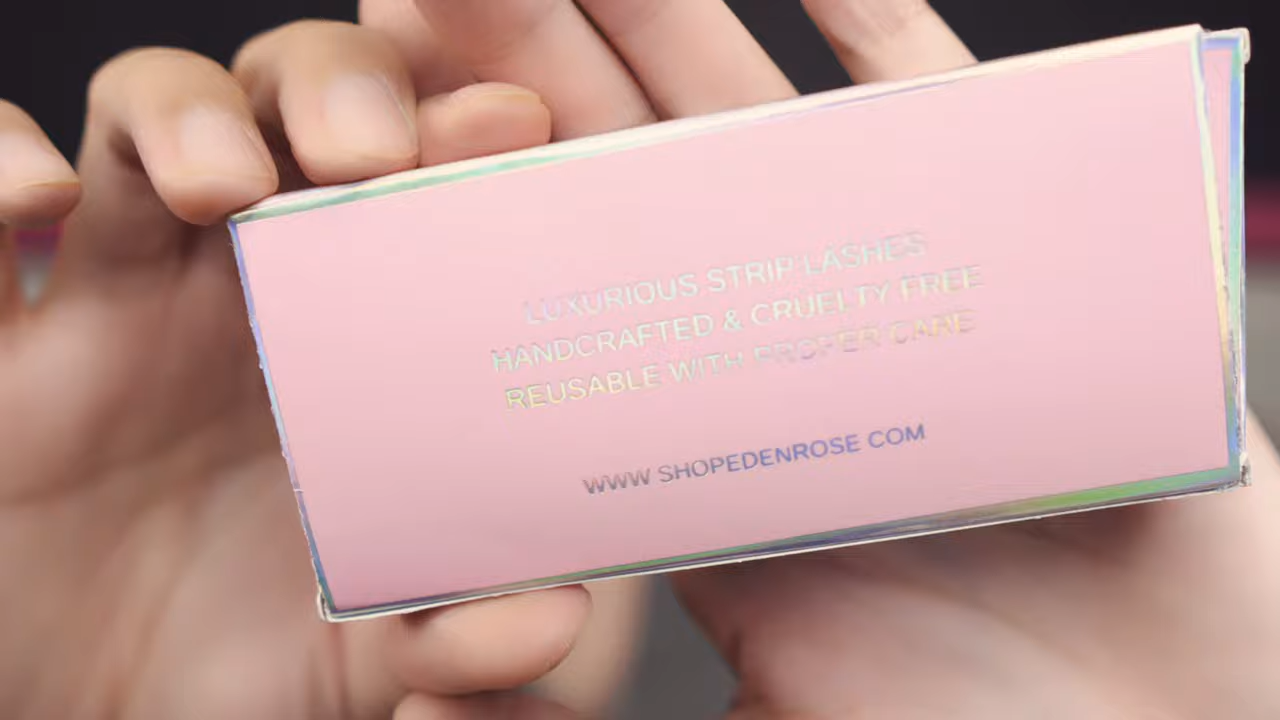 LUXURIOUS STRIP LASHES
HANDCRAFTED & CRUELTY FREE
REUSABLE WITH PROPER CARE
WWW SHOPEDENROSE COM